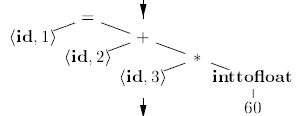 =
⟨id, 1⟩
+
⟨id, 2⟩
*
⟨id, 3⟩
inttofloat
60